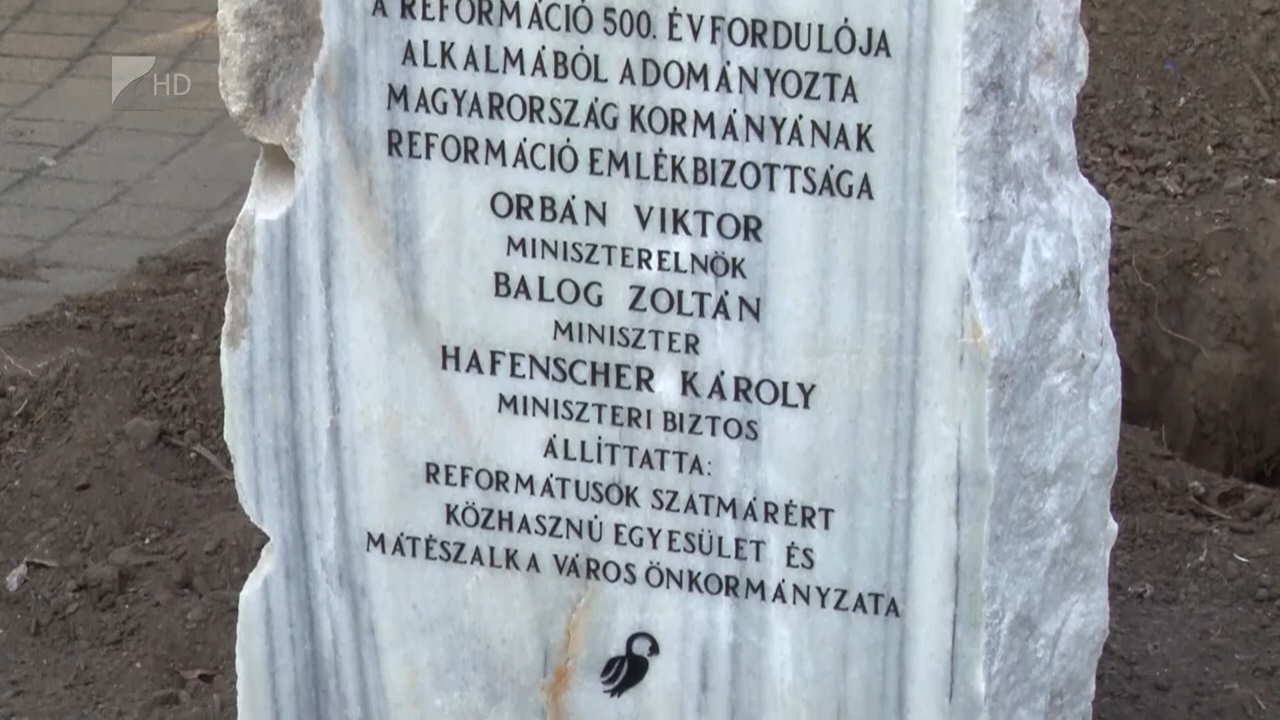 HD
A REFORMÁCIÓ 500. ÉVFORDULÓJA
ALKALMÁBÓL ADOMÁNYOZTA
MAGYARORSZÁG KORMÁNYÁNAK
REFORMÁCIÓ EMLÉKBIZOTTSÁGA
ORBÁN VIKTOR
MINISZTERELNÖK
BALOG ZOLTÁN
MINISZTER
HAFENSCHER KÁROLY
MINISZTERI BIZTOS
ÁLLÍTTATTA:
REFORMÁTUSOK SZATMÁRÉRT
KÖZHASZNÚ EGYESÜLET ÉS
MÁTÉSZALKA VÁROS ÖNKORMÁNYZATA